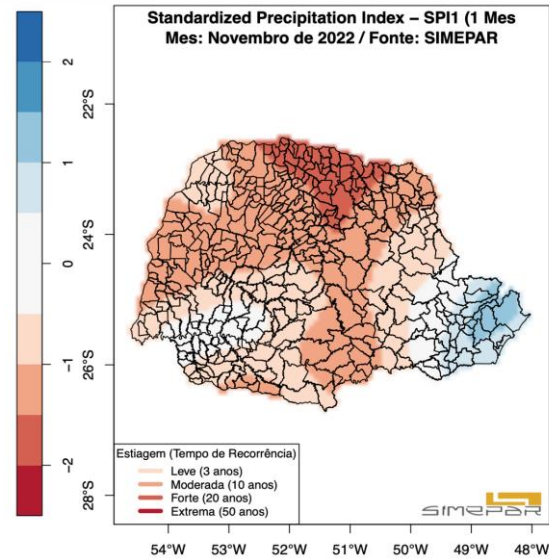 Standardized Precipitation Index – SPI1 (1 Mes
Mes: Novembro de 2022 / Fonte: SIMEPAR
2
1
0
−1
−2
22°S
24°S
26°S
28°S
Estiagem (Tempo de Recorrência)
Leve (3 anos)
Moderada (10 anos)
Forte (20 anos)
Extrema (50 anos)
SIMEPAR
54°W
53°W
52°W
51°W
50°W
49°W
48°W